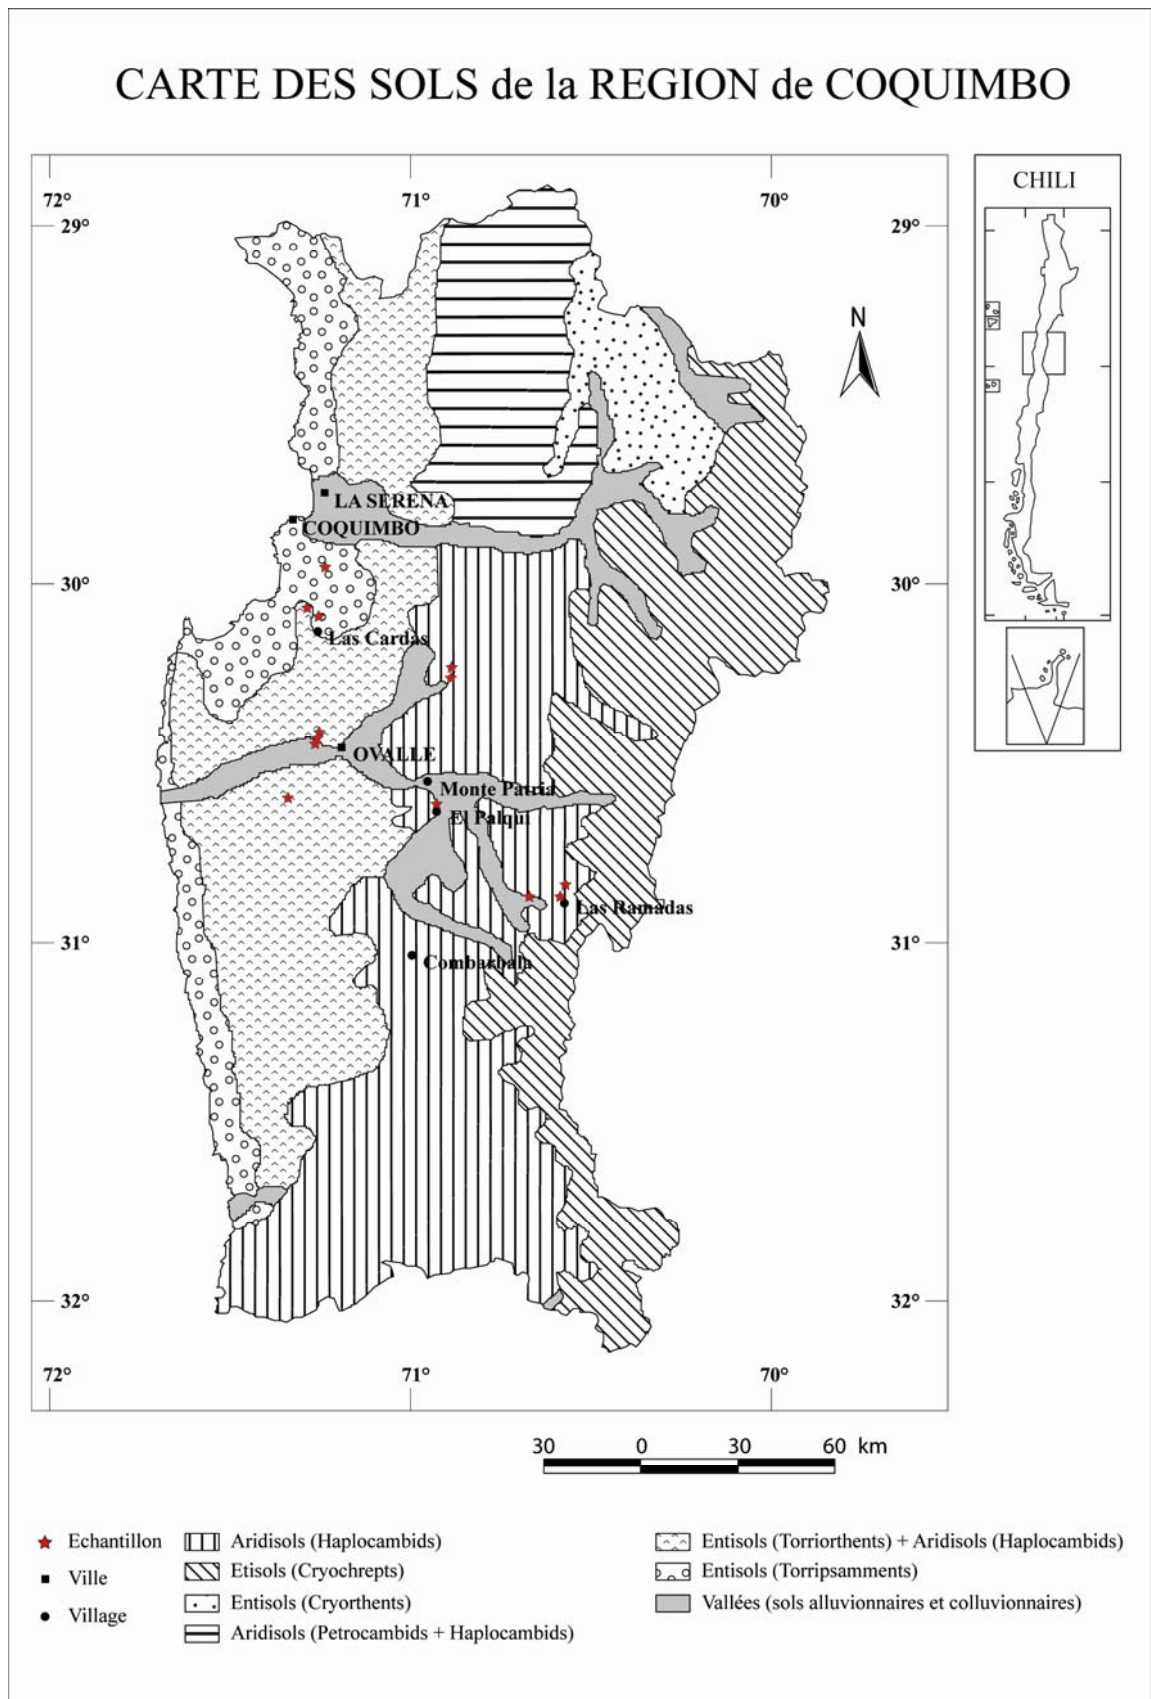 CARTE DES SOLS de la REGION de COQUIMBO
CHILI
72° 71° 70°
29° 29°
N
LA SERENA
COQUIMBO
30° 30°
Las Cardas
OVALLE
Monte Patria
El Palqui
Las Ramadas
31° 31°
Combarbala
32° 32°
72° 71° 70°
30 0 30 60 km
Echantillon
Ville
Village
Aridisols (Haplocambids)
Etisols (Cryochrepts)
Entisols (Cryorthents)
Aridisols (Petrocambids + Haplocambids)
Entisols (Torriorthents) + Aridisols (Haplocambids)
Entisols (Torripsamments)
Vallées (sols alluvionnaires et colluvionnaires)